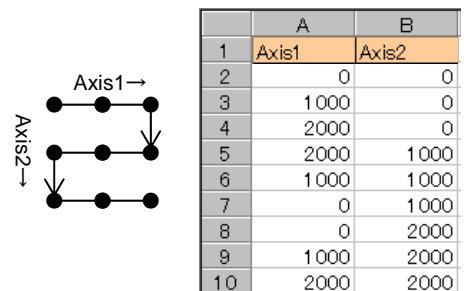 Axis1→
Axis2→
A B
1 Axis1 Axis2
2 0 0
3 1000 0
4 2000 0
5 2000 1000
6 1000 1000
7 0 1000
8 0 2000
9 1000 2000
10 2000 2000